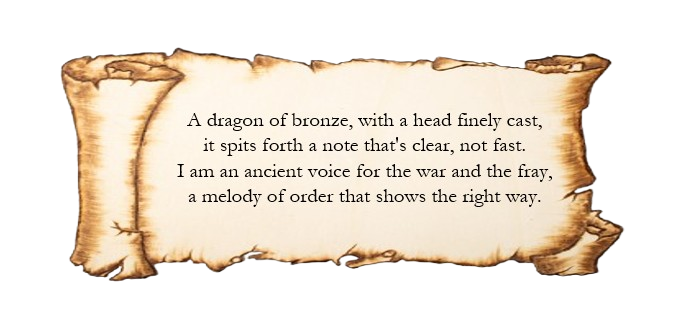 A dragon of bronze, with a head finely cast,
it spits forth a note that's clear, not fast.
I am an ancient voice for the war and the fray,
a melody of order that shows the right way.